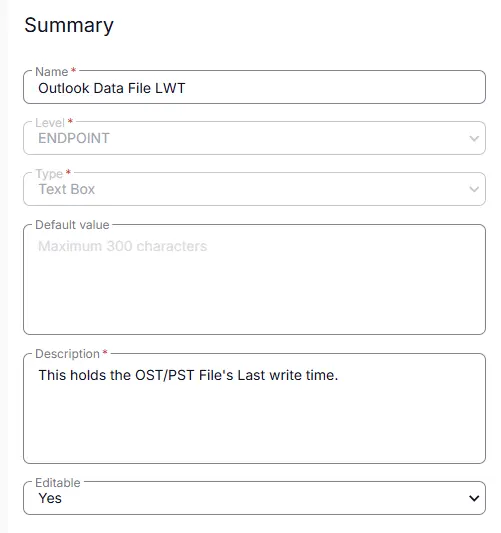 Summary
Name *
Outlook Data File LWT
Level *
ENDPOINT
Type *
Text Box
Default value
Maximum 300 characters
Description *
This holds the OST/PST File's Last write time.
Editable
Yes